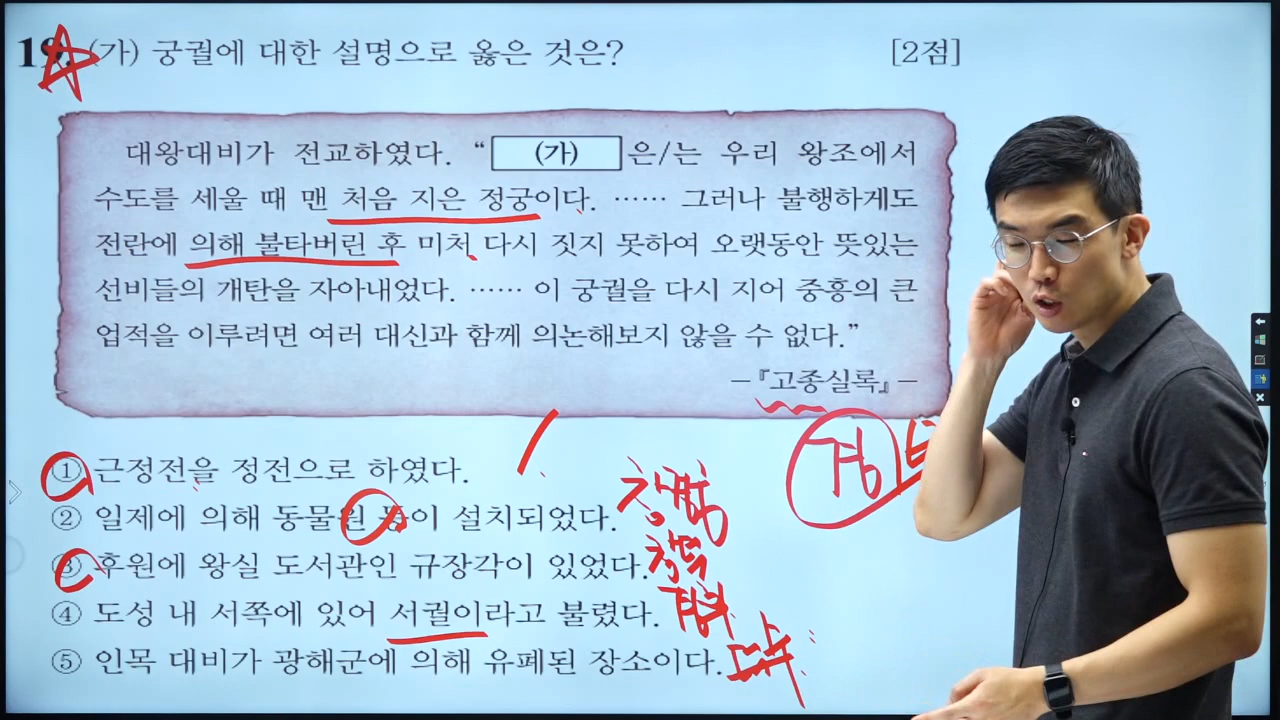 19. (가) 궁궐에 대한 설명으로 옳은 것은? [2점]
대왕대비가 전교하였다. “ (가) 은/는 우리 왕조에서
수도를 세울 때 맨 처음 지은 정궁이다. …… 그러나 불행하게도
전란에 의해 불타버린 후 미처 다시 짓지 못하여 오랫동안 뜻있는
선비들의 개탄을 자아내었다. …… 이 궁궐을 다시 지어 중흥의 큰
업적을 이루려면 여러 대신과 함께 의논해보지 않을 수 없다.”
－『고종실록』－
경
① 근정전을 정전으로 하였다.
② 일제에 의해 동물원 등이 설치되었다. 창경
③ 후원에 왕실 도서관인 규장각이 있었다. 창덕
④ 도성 내 서쪽에 있어 서궐이라고 불렸다. 경희
⑤ 인목 대비가 광해군에 의해 유폐된 장소이다.